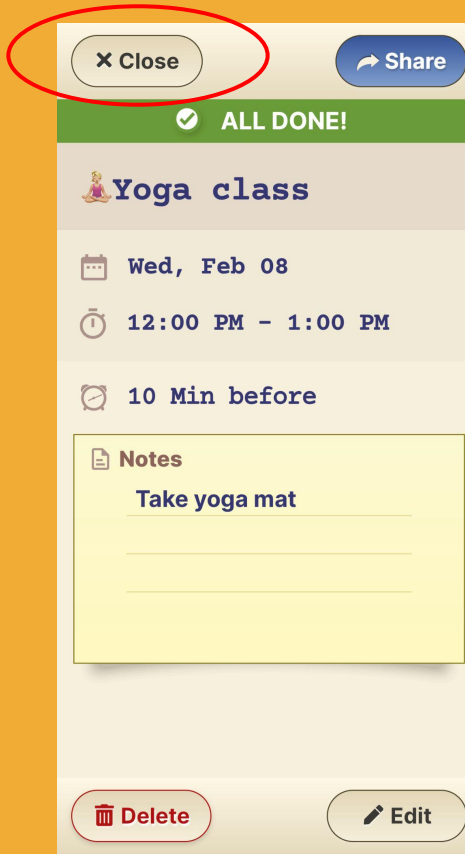 Close
Share
ALL DONE!
Yoga class
Wed, Feb 08
12:00 PM - 1:00 PM
10 Min before
Notes
Take yoga mat
Delete
Edit